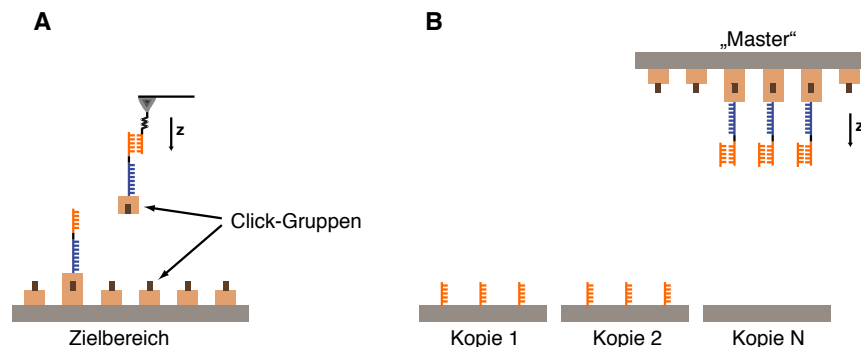 A
z
Click-Gruppen
Zielbereich
B
„Master“
z
Kopie 1
Kopie 2
Kopie N